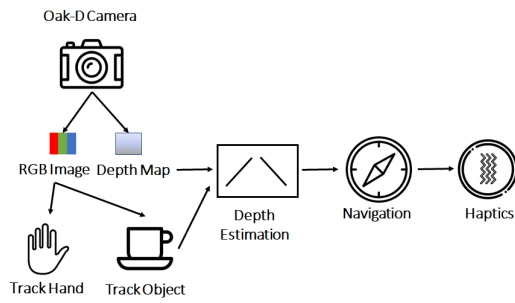 Oak-D Camera
RGB Image
Depth Map
Depth
Estimation
Navigation
Haptics
Track Hand
Track Object